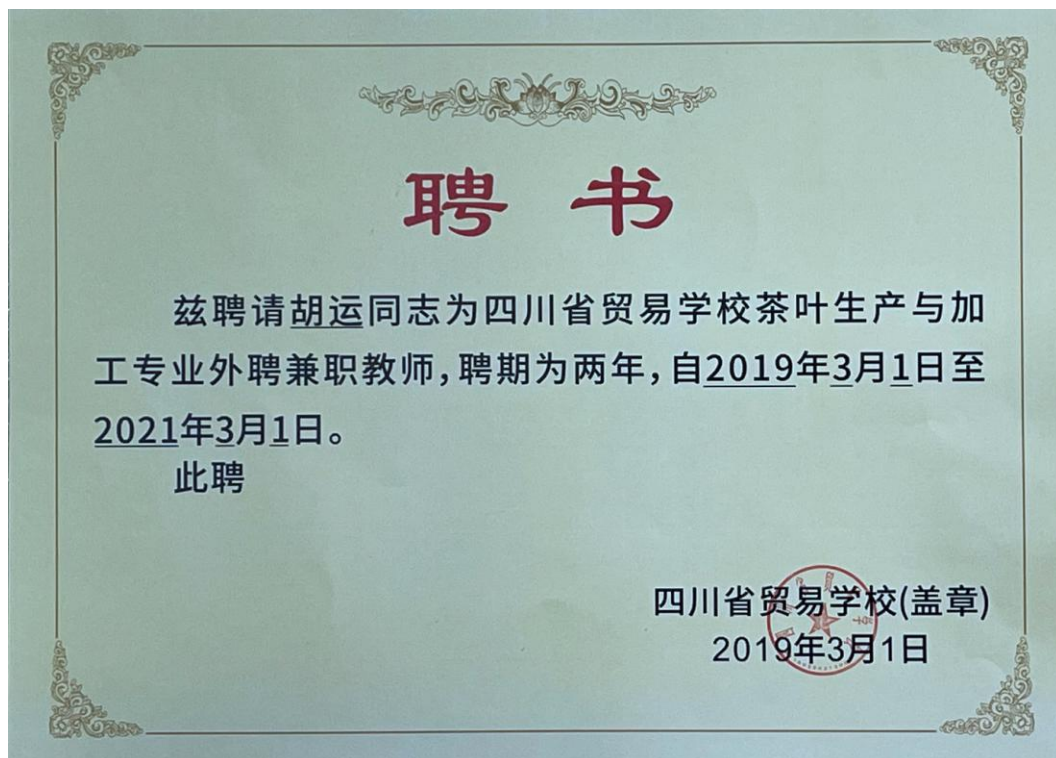 聘书
兹聘请胡运同志为四川省贸易学校茶叶生产与加
工专业外聘兼职教师,聘期为两年,自2019年3月1日至
2021年3月1日。
此聘
四川省贸易学校(盖章)
2019年3月1日